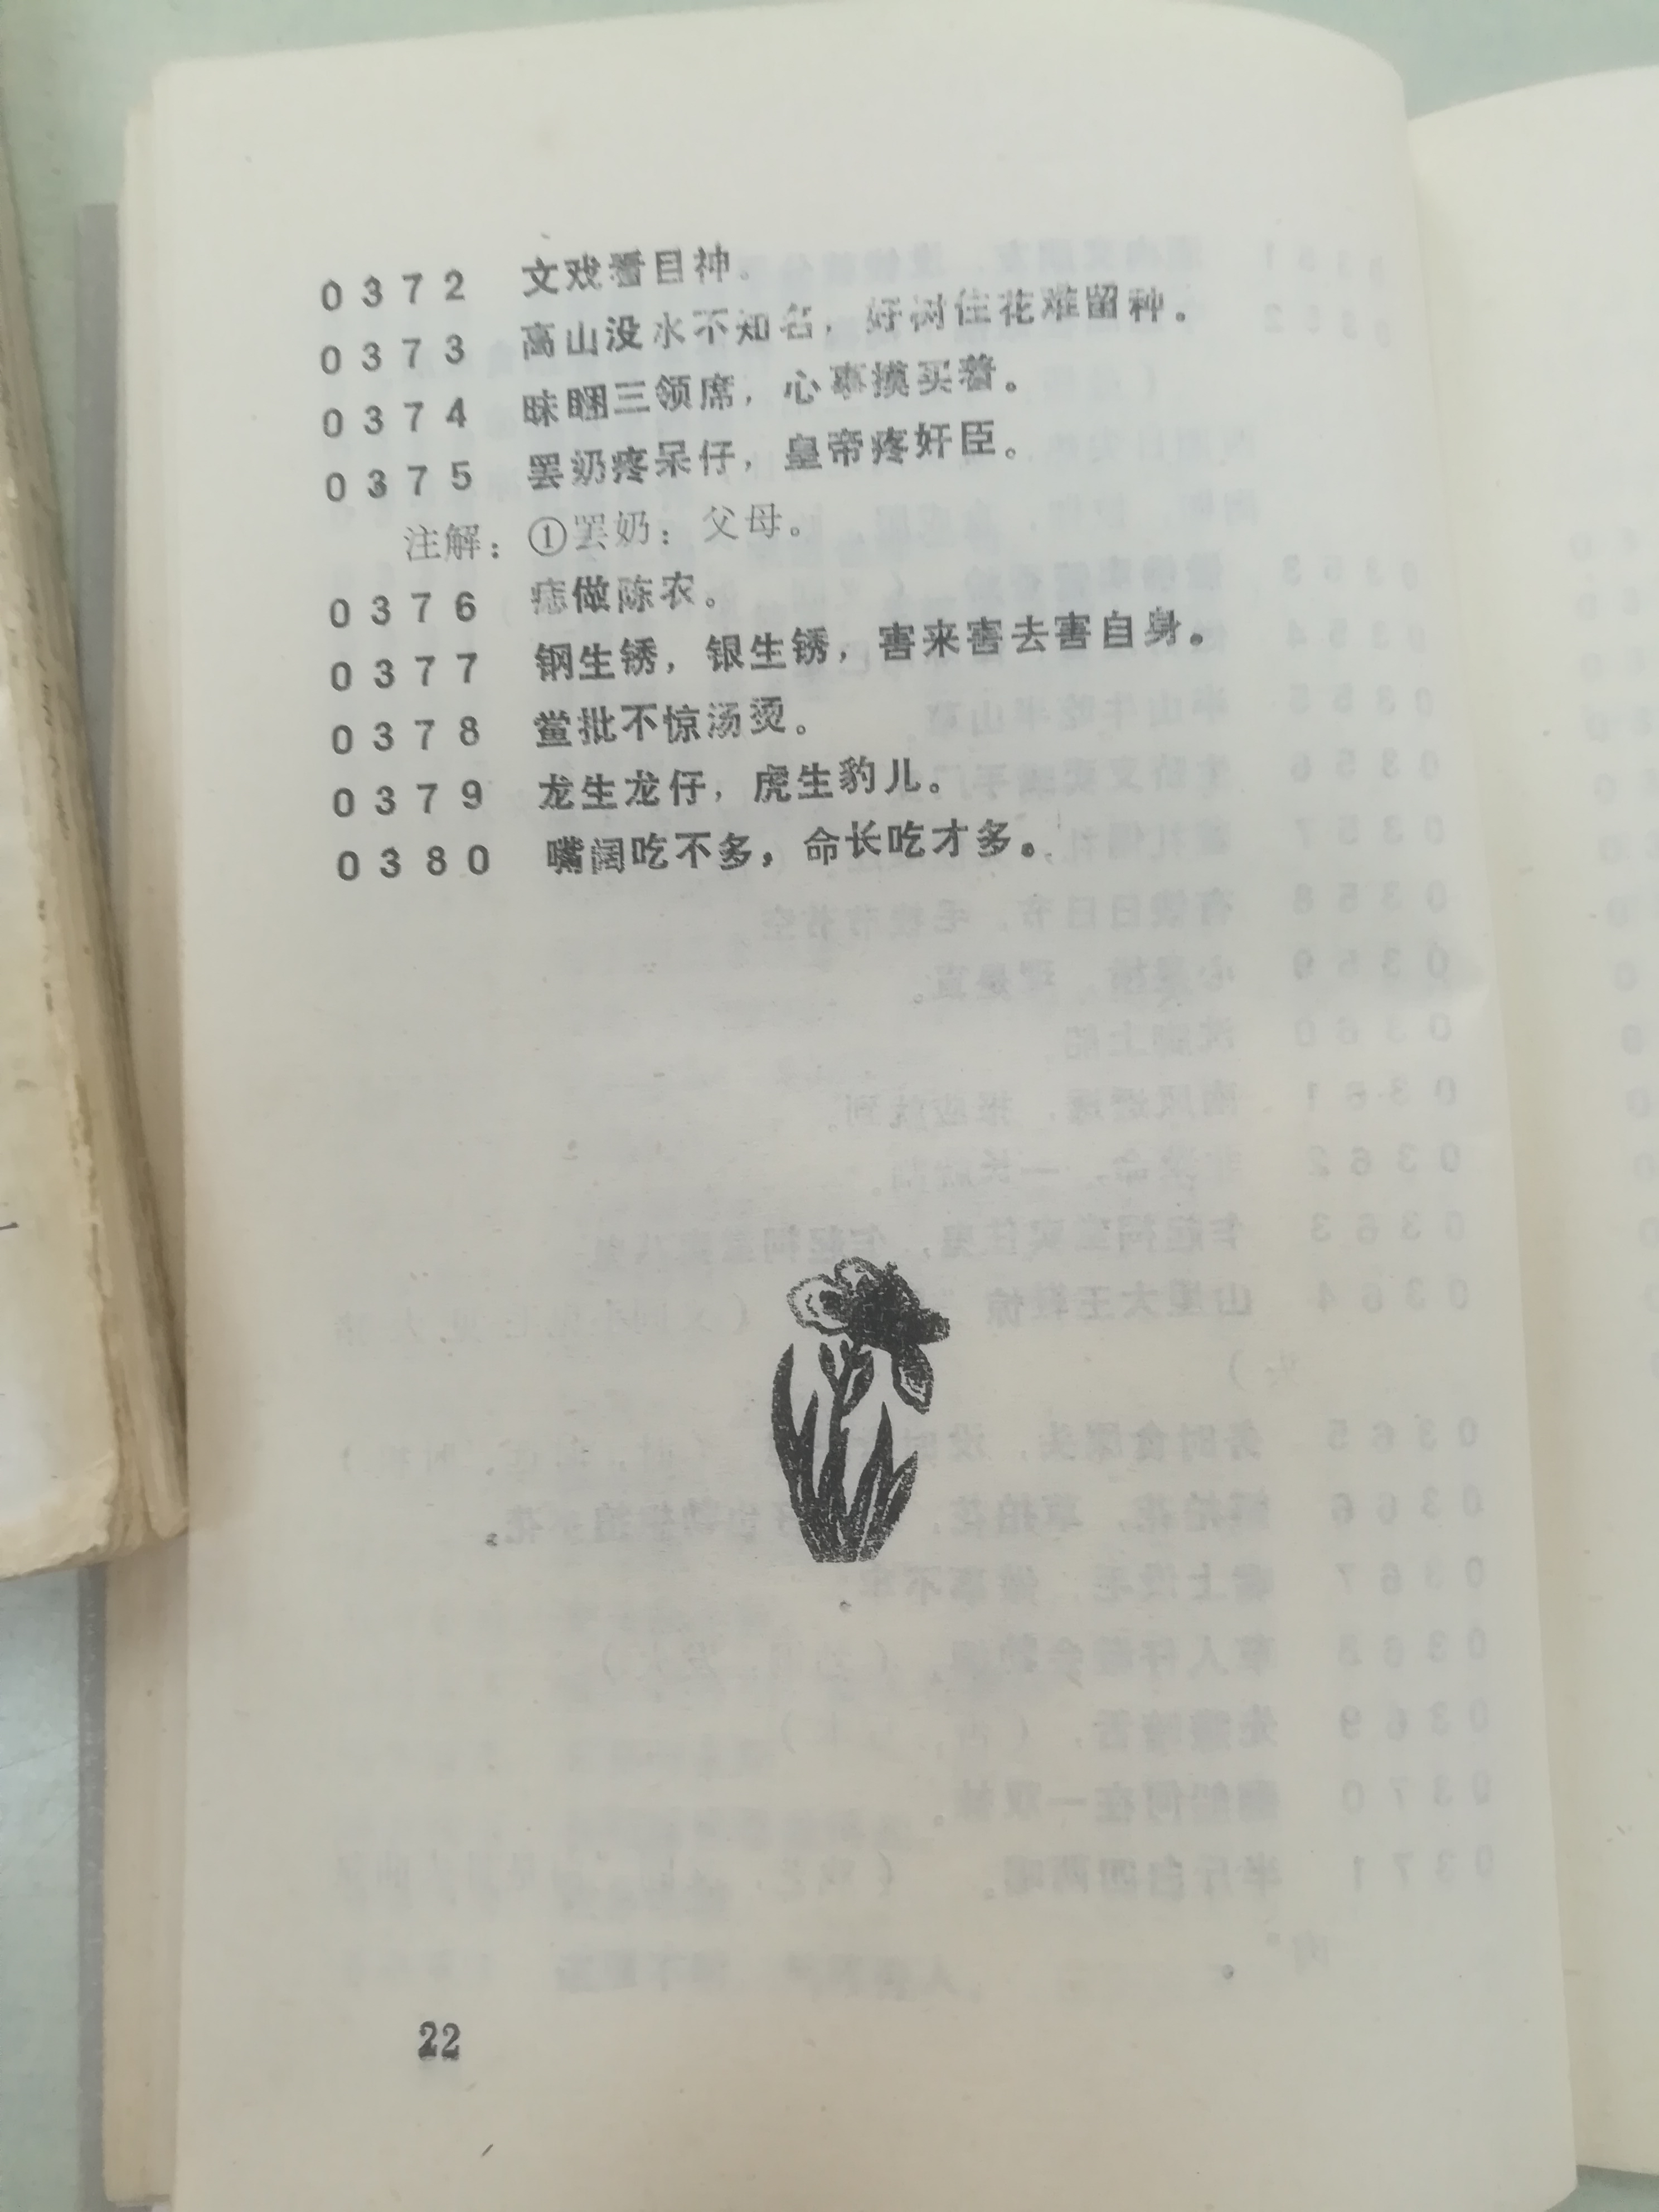 0372 文戏看目神。
0373 高山没水不知名，好树住花难留种。
0374 眛睏三领席，心事摸买着。
0375 罢奶疼呆仔，皇帝疼奸臣。
注解：①罢奶：父母。
0376 痣做陈农。
0377 钢生锈，银生锈，害来害去害自身。
0378 鲎批不惊汤烫。
0379 龙生龙仔，虎生豹儿。
0380 嘴阔吃不多，命长吃才多。
22